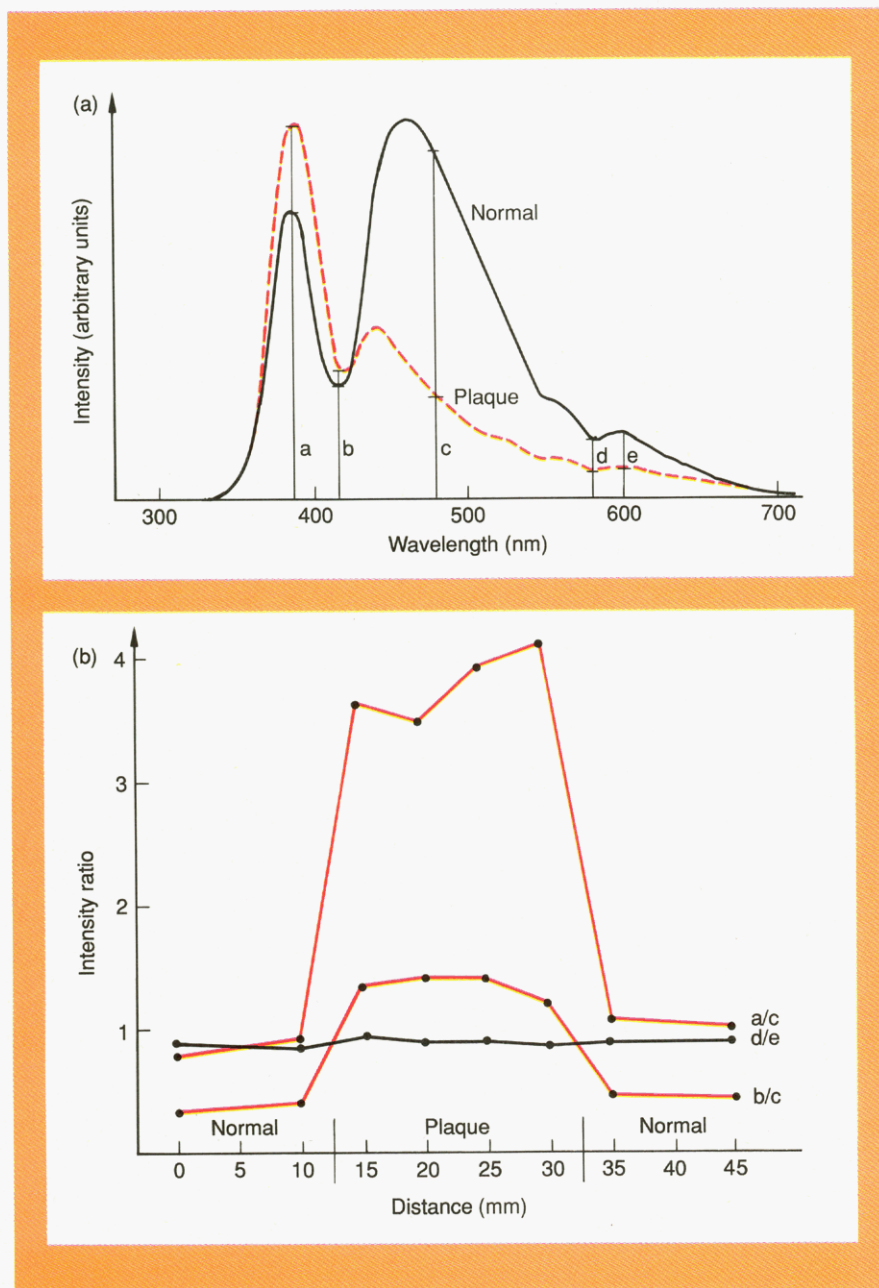 (a)
Intensity (arbitrary units)
Normal
Plaque
a
b
c
d
e
300
400
500
600
700
Wavelength (nm)
(b)
4
3
2
1
Intensity ratio
a/c
d/e
b/c
Normal
Plaque
Normal
0
5
10
15
20
25
30
35
40
45
Distance (mm)